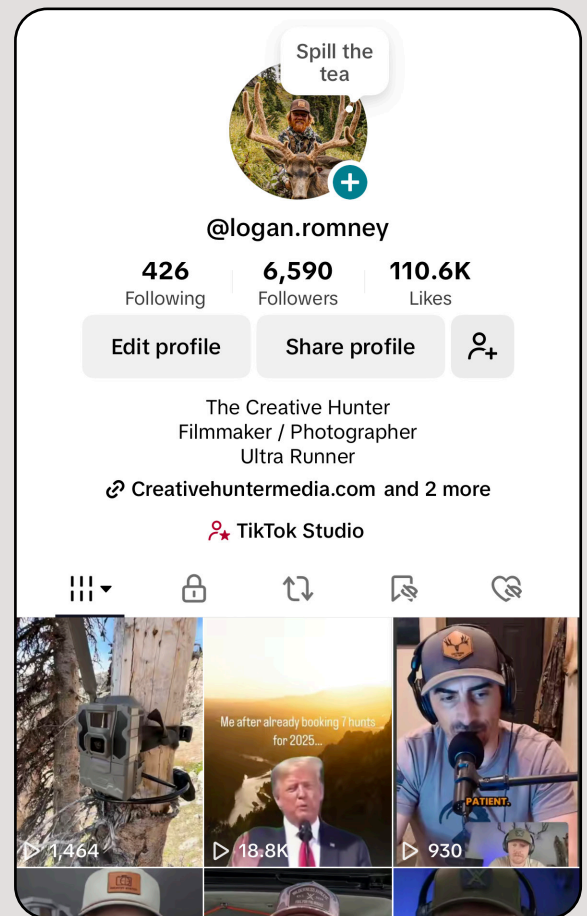 Spill the
tea
@logan.romney
426
Following
6,590
Followers
110.6K
Likes
Edit profile
Share profile
The Creative Hunter
Filmmaker / Photographer
Ultra Runner
Creativehuntermedia.com and 2 more
TikTok Studio
Me after already booking 7 hunts
for 2025...
PATIENT.
1,464
18.8K
930